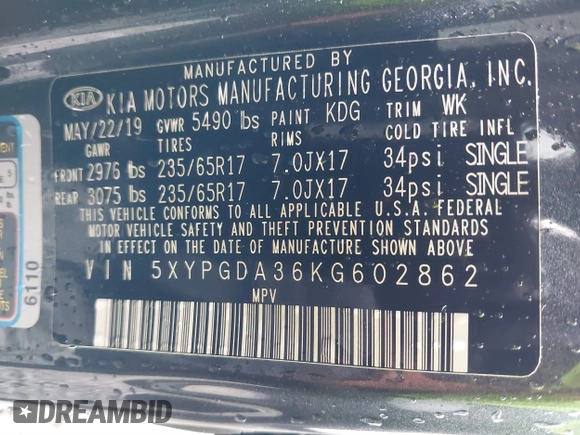 MANUFACTURED BY
KIA KIA MOTORS MANUFACTURING GEORGIA, INC.
MAY/22/19 GVWR 5490 lbs PAINT KDG TRIM WK
GAWR TIRES RIMS COLD TIRE INFL
FRONT 2976 lbs 235/65R17 7.0JX17 34psi SINGLE
REAR 3075 lbs 235/65R17 7.0JX17 34psi SINGLE
THIS VEHICLE CONFORMS TO ALL APPLICABLE U.S.A. FEDERAL
MOTOR VEHICLE SAFETY AND THEFT PREVENTION STANDARDS
IN EFFECT ON THE DATE OF MANUFACTURE SHOWN ABOVE.
VIN 5XYPGDA36KG602862
MPV
6110
DREAMBID